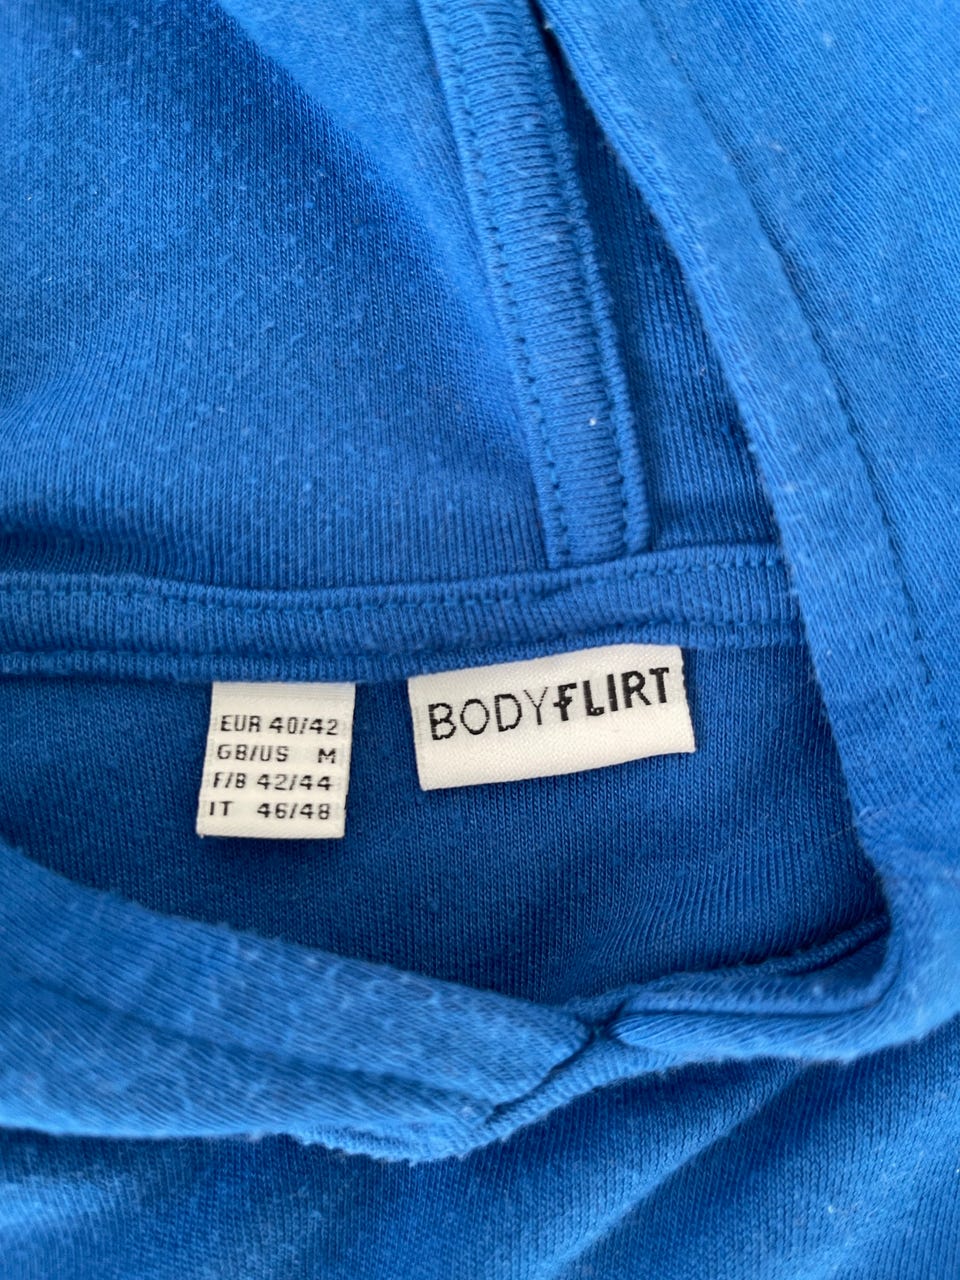 EUR 40/42
GB/US M
F/B 42/44
IT 46/48
BODYFLIRT